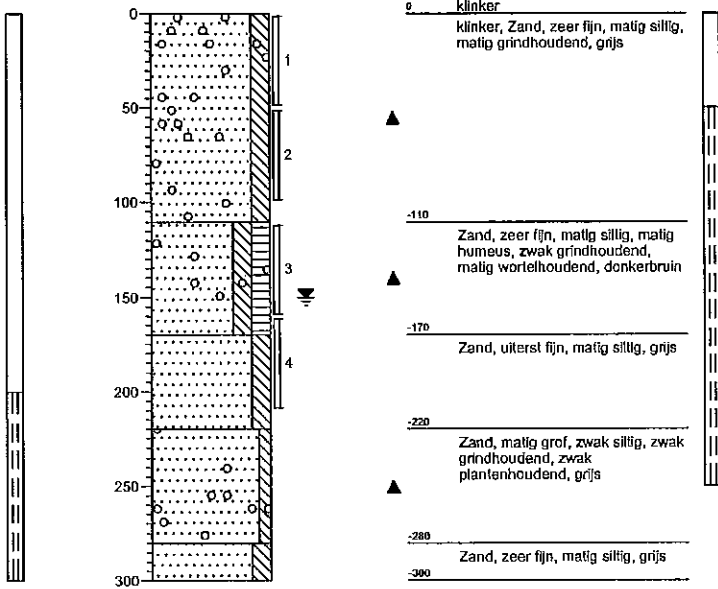 0
50
100
150
200
250
300
1
2
3
4
0 klinker
klinker, Zand, zeer fijn, matig siltig,
matig grindhoudend, grijs
-110
Zand, zeer fijn, matig siltig, matig
humeus, zwak grindhoudend,
matig wortelhoudend, donkerbruin
-170
Zand, uiterst fijn, matig siltig, grijs
-220
Zand, matig grof, zwak siltig, zwak
grindhoudend, zwak
plantenhoudend, grijs
-280
Zand, zeer fijn, matig siltig, grijs
-300